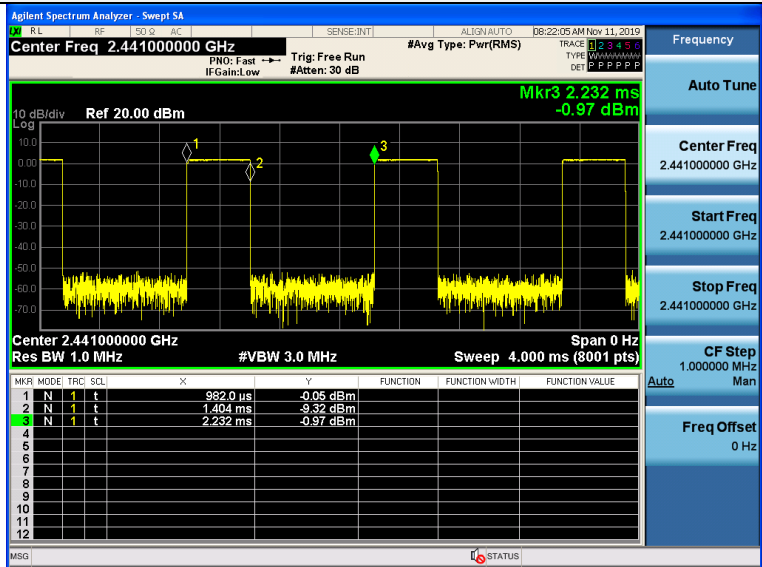 Agilent Spectrum Analyzer - Swept SA
LXI RL RF 50 Ω AC SENSE:INT ALIGNAUTO 08:22:05 AM Nov 11, 2019
Center Freq 2.441000000 GHz #Avg Type: Pwr(RMS) TRACE 1 2 3 4 5 6
PNO: Fast Trig: Free Run TYPE WWWWWW
IFGain:Low #Atten: 30 dB DET P P P P P P
Mkr3 2.232 ms
10 dB/div Ref 20.00 dBm -0.97 dBm
Log
10.0
0.00
-10.0
-20.0
-30.0
-40.0
-50.0
-60.0
-70.0
1
2
3
Center 2.441000000 GHz Span 0 Hz
Res BW 1.0 MHz #VBW 3.0 MHz Sweep 4.000 ms (8001 pts)
MKR MODE TRC SCL X Y FUNCTION FUNCTION WIDTH FUNCTION VALUE
1 N 1 t 982.0 µs -0.05 dBm
2 N 1 t 1.404 ms -9.32 dBm
3 N 1 t 2.232 ms -0.97 dBm
4
5
6
7
8
9
10
11
12
MSG STATUS
Frequency
Auto Tune
Center Freq
2.441000000 GHz
Start Freq
2.441000000 GHz
Stop Freq
2.441000000 GHz
CF Step
1.000000 MHz
Auto Man
Freq Offset
0 Hz